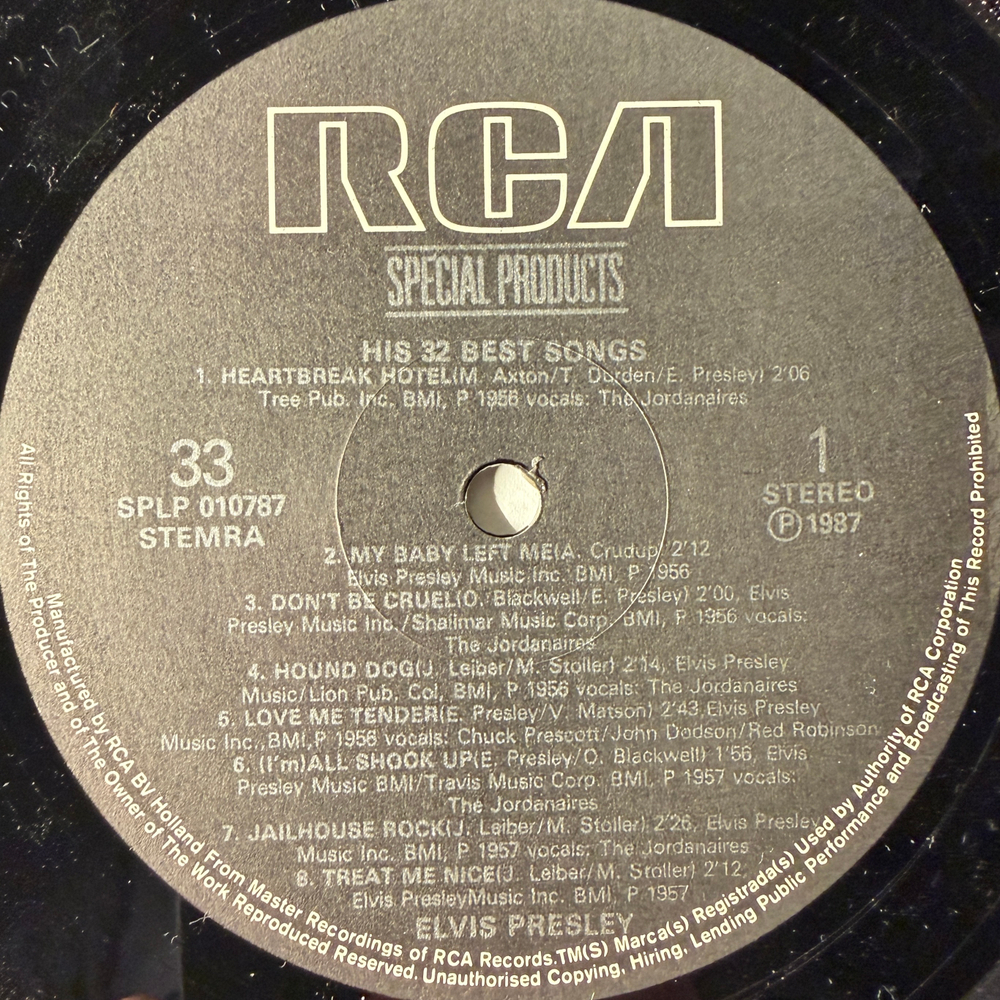 RCA
SPECIAL PRODUCTS
HIS 32 BEST SONGS
1. HEARTBREAK HOTEL(M. Axton/T. Durden/E. Presley) 2'06
Tree Pub. Inc., BMI, P 1956 vocals: The Jordanaires
33
SPLP 010787
STEMRA
1
STEREO
Ⓟ 1987
2. MY BABY LEFT ME(A. Crudup) 2'12
Elvis Presley Music Inc. BMI, P 1956
3. DON'T BE CRUEL(O. Blackwell/E. Presley) 2'00, Elvis
Presley Music Inc./Shalimar Music Corp. BMI, P 1956 vocals:
The Jordanaires
4. HOUND DOG(J. Leiber/M. Stoller) 2'14, Elvis Presley
Music/Lion Pub. Col, BMI, P 1956 vocals: The Jordanaires
5. LOVE ME TENDER(E. Presley/V. Matson) 2'43 Elvis Presley
Music Inc.,BMI,P 1956 vocals: Chuck Prescott/John Dodson/Red Robinson
6. (I'm)ALL SHOOK UP(E. Presley/O. Blackwell) 1'56, Elvis
Presley Music BMI/Travis Music Corp. BMI, P 1957 vocals:
The Jordanaires
7. JAILHOUSE ROCK(J. Leiber/M. Stoller) 2'26, Elvis Presley
Music Inc. BMI, P 1957 vocals: The Jordanaires
8. TREAT ME NICE(J. Leiber/M. Stoller) 2'12,
Elvis PresleyMusic Inc. BMI, P 1957
ELVIS PRESLEY
Manufactured by RCA BV Holland From Master Recordings of RCA Records.TM(S) Marca(s) Registrada(s) Used by Authority of RCA Corporation
All Rights of The Producer and of The Owner of The Work Reproduced Reserved. Unauthorised Copying, Hiring, Lending Public Performance and Broadcasting of This Record Prohibited